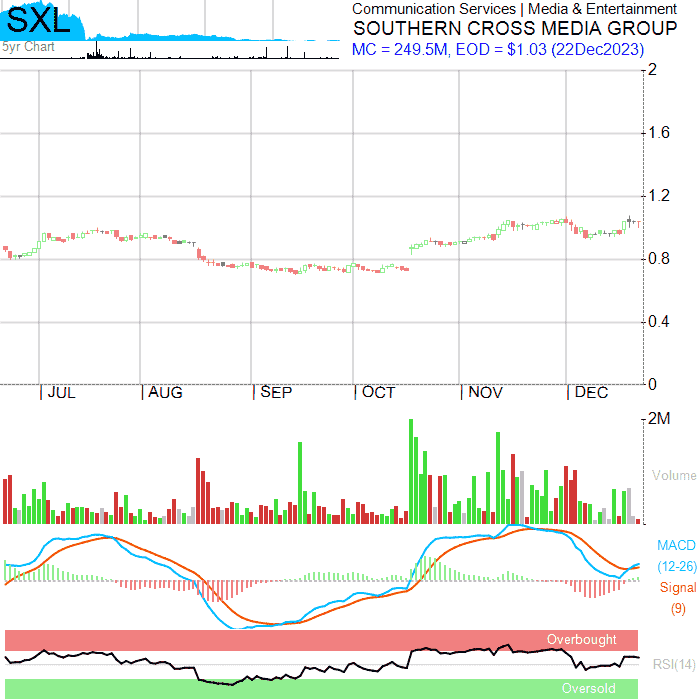 SXL
5yr Chart
Communication Services | Media & Entertainment
SOUTHERN CROSS MEDIA GROUP
MC = 249.5M, EOD = $1.03 (22Dec2023)
2
1.6
1.2
0.8
0.4
0
JUL AUG SEP OCT NOV DEC
2M
Volume
MACD
(12-26)
Signal
(9)
Overbought
RSI(14)
Oversold